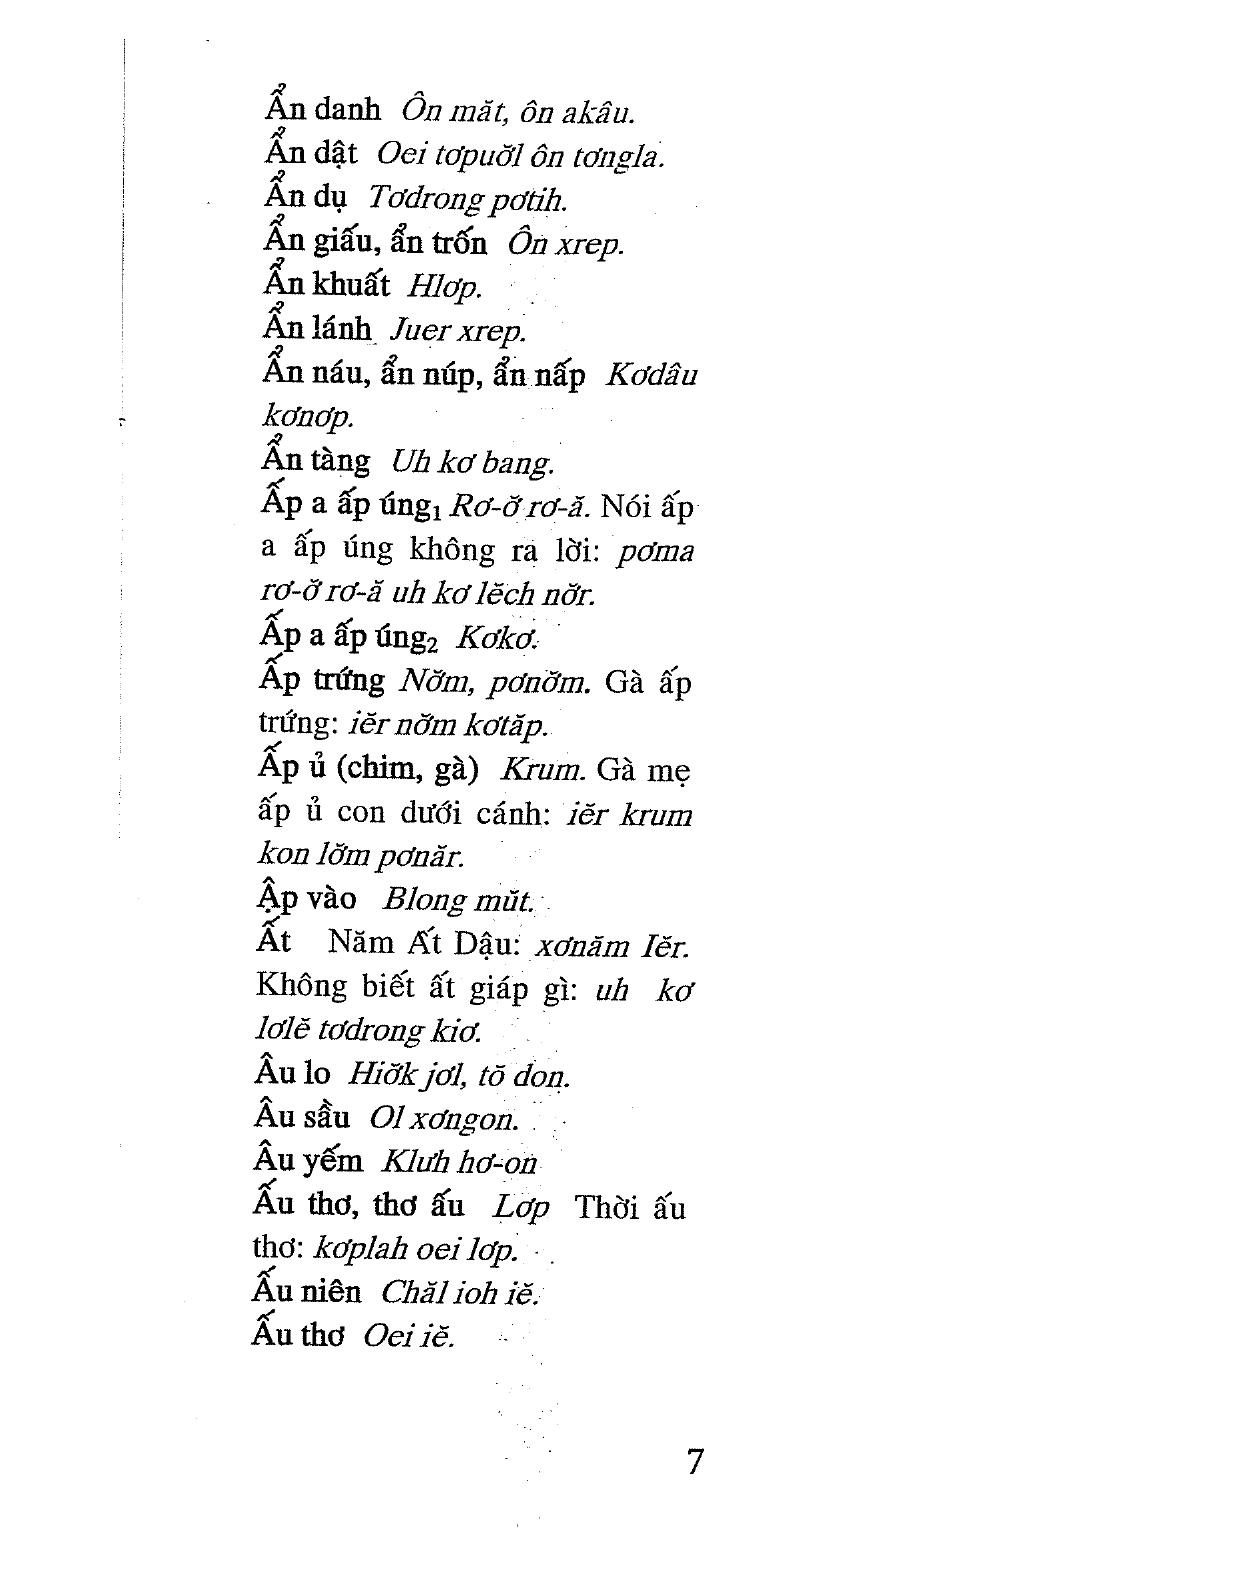 Ẩn danh Ôn măt, ôn akâu.
Ẩn dật Oei tơpuơ̆l ôn tơngla.
Ẩn dụ Tơdrong pơtih.
Ẩn giấu, ẩn trốn Ôn xrep.
Ẩn khuất Hlơp.
Ẩn lánh Juer xrep.
Ẩn náu, ẩn núp, ẩn nấp Kơdâu
kơnơp.
Ẩn tàng Uh kơ bang.
Ấp a ấp úng₁ Rơ-ơ̆ rơ-ă. Nói ấp
a ấp úng không ra lời: pơma
rơ-ơ̆ rơ-ă uh kơ lĕch nơ̆r.
Ấp a ấp úng₂ Kơkơ.
Ấp trứng Nơ̆m, pơnơ̆m. Gà ấp
trứng: iĕr nơ̆m kơtăp.
Ấp ủ (chim, gà) Krum. Gà mẹ
ấp ủ con dưới cánh: iĕr krum
kon lơ̆m pơnăr.
Ập vào Blong mŭt.
Ất Năm Ất Dậu: xơnăm Iĕr.
Không biết ất giáp gì: uh kơ
lơlĕ tơdrong kiơ.
Âu lo Hiơ̆k jơl, tŏ don.
Âu sầu Ol xơngon.
Âu yếm Klưh hơ-on
Ấu thơ, thơ ấu Lơp Thời ấu
thơ: kơplah oei lơp.
Ấu niên Chăl ioh iĕ.
Ấu thơ Oei iĕ.
7